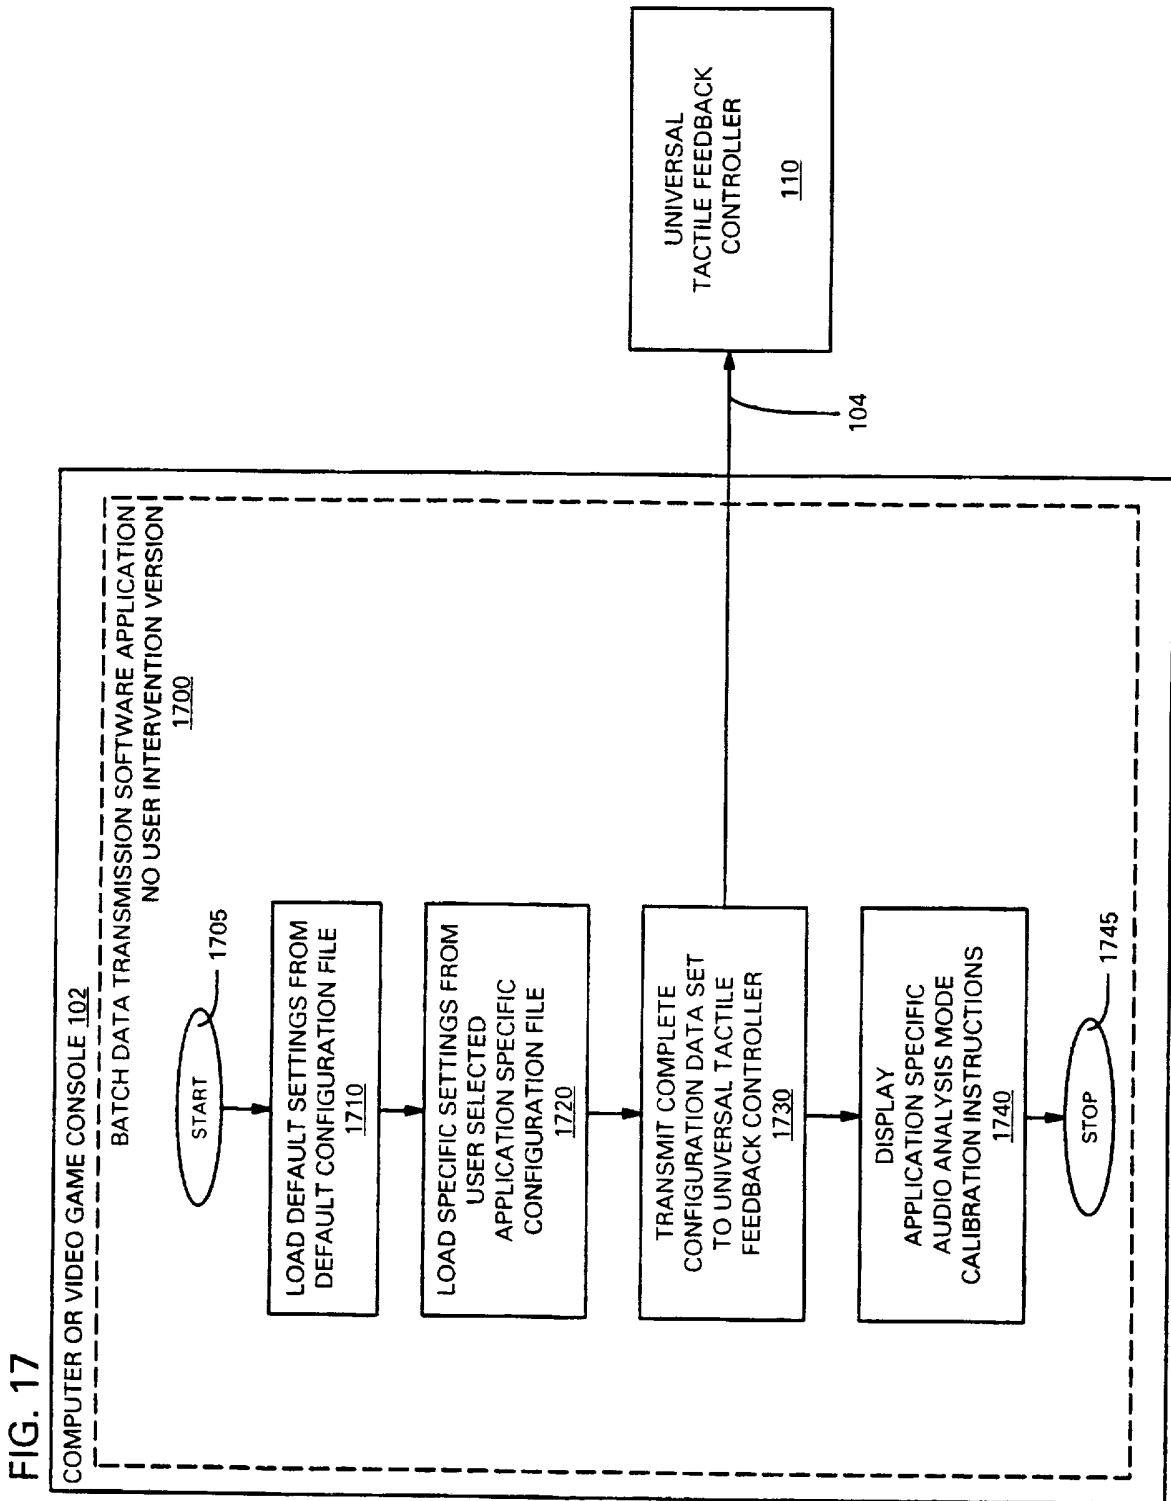 FIG. 17
COMPUTER OR VIDEO GAME CONSOLE 102
BATCH DATA TRANSMISSION SOFTWARE APPLICATION
NO USER INTERVENTION VERSION
1700
START
1705
LOAD DEFAULT SETTINGS FROM
DEFAULT CONFIGURATION FILE
1710
LOAD SPECIFIC SETTINGS FROM
USER SELECTED
APPLICATION SPECIFIC
CONFIGURATION FILE
1720
TRANSMIT COMPLETE
CONFIGURATION DATA SET
TO UNIVERSAL TACTILE
FEEDBACK CONTROLLER
1730
DISPLAY
APPLICATION SPECIFIC
AUDIO ANALYSIS MODE
CALIBRATION INSTRUCTIONS
1740
STOP
1745
104
UNIVERSAL
TACTILE FEEDBACK
CONTROLLER
110